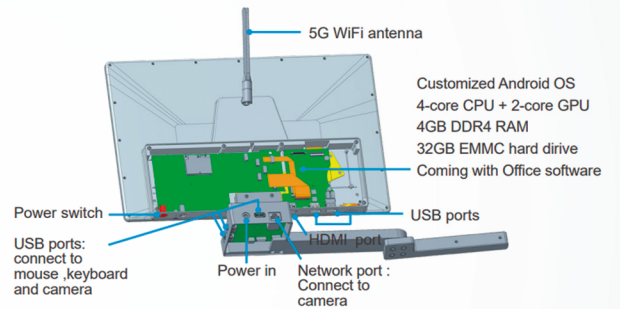 5G WiFi antenna
Customized Android OS
4-core CPU + 2-core GPU
4GB DDR4 RAM
32GB EMMC hard dirive
Coming with Office software
Power switch
USB ports
USB ports:
connect to
mouse ,keyboard
and camera
HDMI port
Power in
Network port :
Connect to
camera